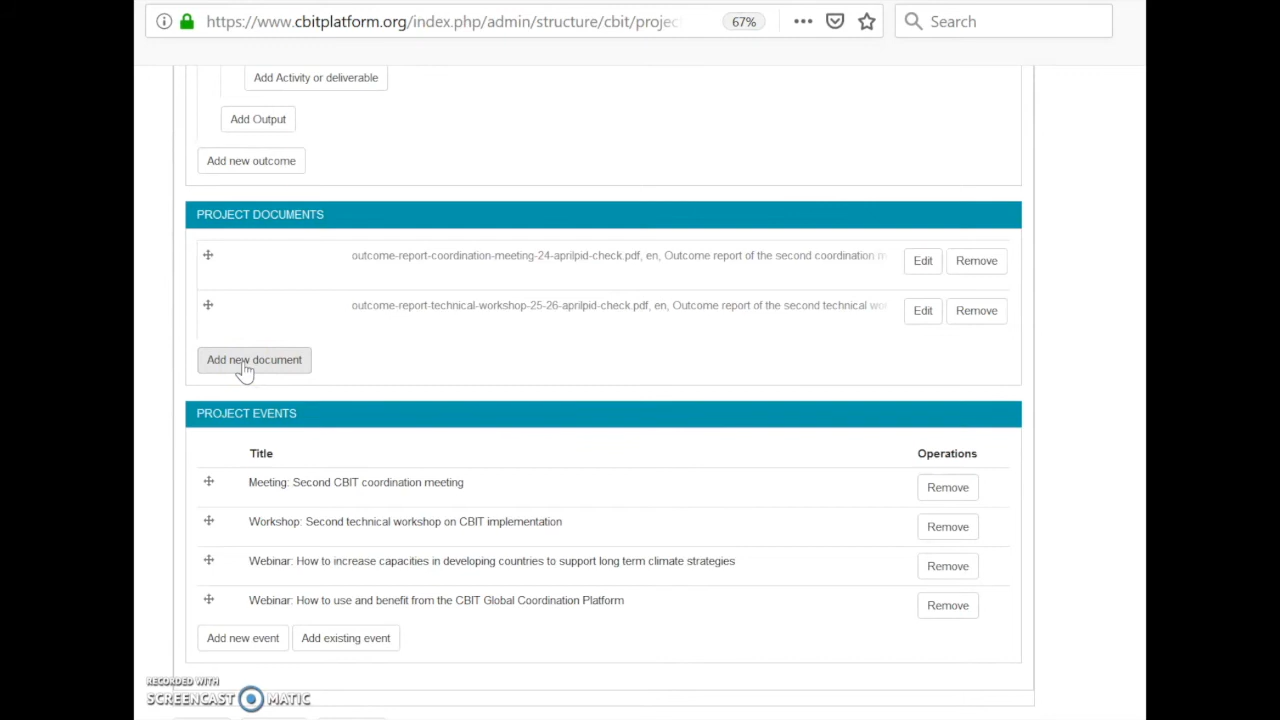 https://www.cbitplatform.org/index.php/admin/structure/cbit/projec
67%
Search
Add Activity or deliverable
Add Output
Add new outcome
PROJECT DOCUMENTS
outcome-report-coordination-meeting-24-aprilpid-check.pdf, en, Outcome report of the second coordination m
Edit
Remove
outcome-report-technical-workshop-25-26-aprilpid-check.pdf, en, Outcome report of the second technical wor
Edit
Remove
Add new document
PROJECT EVENTS
Title
Operations
Meeting: Second CBIT coordination meeting
Remove
Workshop: Second technical workshop on CBIT implementation
Remove
Webinar: How to increase capacities in developing countries to support long term climate strategies
Remove
Webinar: How to use and benefit from the CBIT Global Coordination Platform
Remove
Add new event
Add existing event
RECORDED WITH
SCREENCAST MATIC